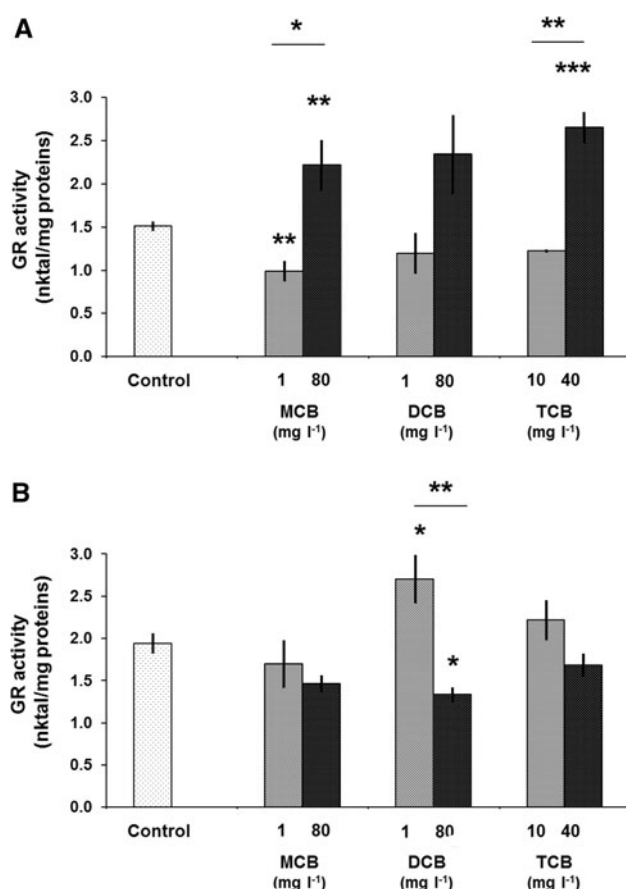 A
*
**
**
***
**
3.0
2.5
2.0
1.5
1.0
0.5
0.0
GR activity
(nktal/mg proteins)
Control
1 80
1 80
10 40
MCB
DCB
TCB
(mg l-1)
(mg l-1)
(mg l-1)
B
**
*
*
3.0
2.5
2.0
1.5
1.0
0.5
0.0
GR activity
(nktal/mg proteins)
Control
1 80
1 80
10 40
MCB
DCB
TCB
(mg l-1)
(mg l-1)
(mg l-1)